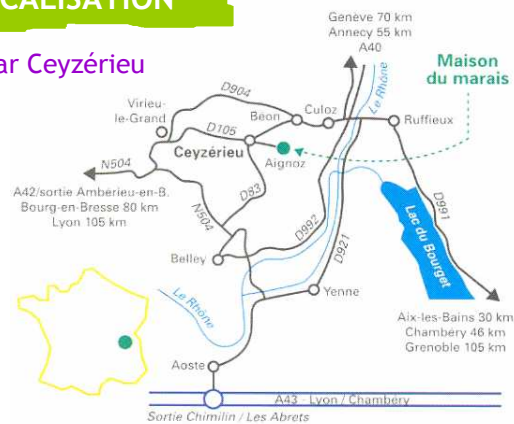 CALISATION
ar Ceyzérieu
Genève 70 km
Annecy 55 km
A40
Maison
du marais
Le Rhône
D904
Virieu-
le-Grand
Béon
Culoz
Ruffieux
D105
Ceyzérieu
Aignoz
N504
D83
A42/sortie Ambérieu-en-B.
Bourg-en-Bresse 80 km
Lyon 105 km
N504
D992
D921
D991
Lac du Bourget
Belley
Le Rhône
Yenne
Aix-les-Bains 30 km
Chambéry 46 km
Grenoble 105 km
Aoste
A43 - Lyon / Chambéry
Sortie Chimilin / Les Abrets